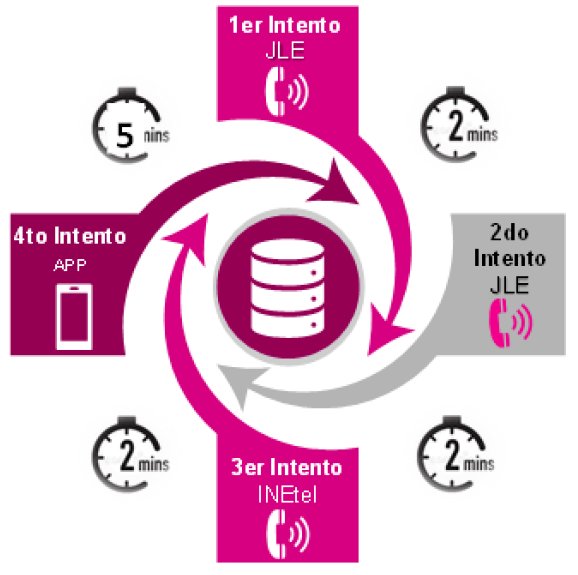 1er Intento
JLE
5 mins
2 mins
4to Intento
APP
2do
Intento
JLE
2 mins
2 mins
3er Intento
INEtel